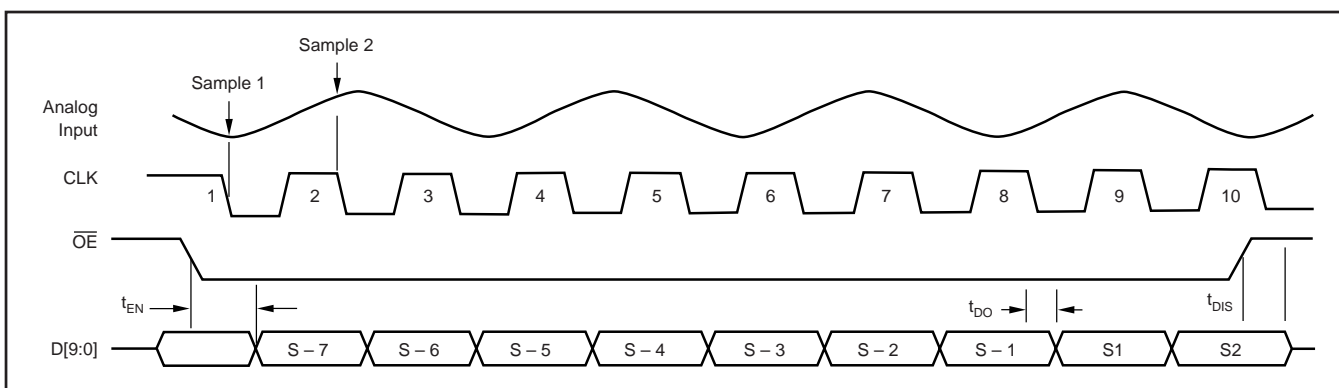 Sample 2
Sample 1
Analog
Input
CLK 1 2 3 4 5 6 7 8 9 10
OE
tEN tDO tDIS
D[9:0] S – 7 S – 6 S – 5 S – 4 S – 3 S – 2 S – 1 S1 S2